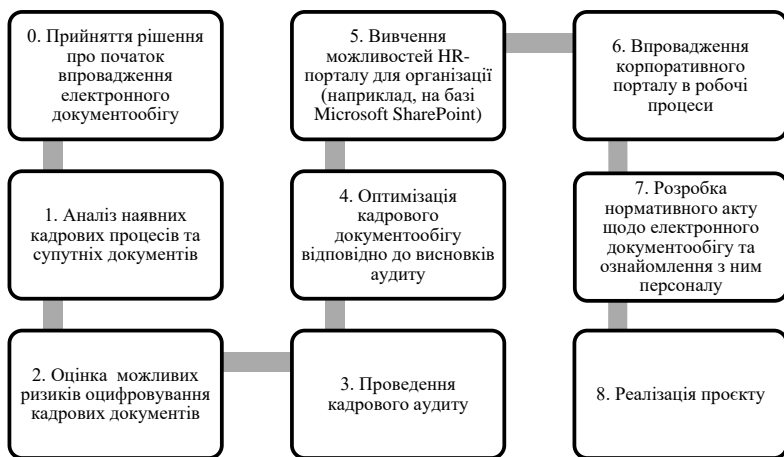 0. Прийняття рішення
про початок
впровадження
електронного
документообігу
1. Аналіз наявних
кадрових процесів та
супутніх документів
2. Оцінка можливих
ризиків оцифровування
кадрових документів
3. Проведення
кадрового аудиту
4. Оптимізація
кадрового
документообігу
відповідно до висновків
аудиту
5. Вивчення
можливостей HR-
порталу для організації
(наприклад, на базі
Microsoft SharePoint)
6. Впровадження
корпоративного
порталу в робочі
процеси
7. Розробка
нормативного акту
щодо електронного
документообігу та
ознайомлення з ним
персоналу
8. Реалізація проєкту